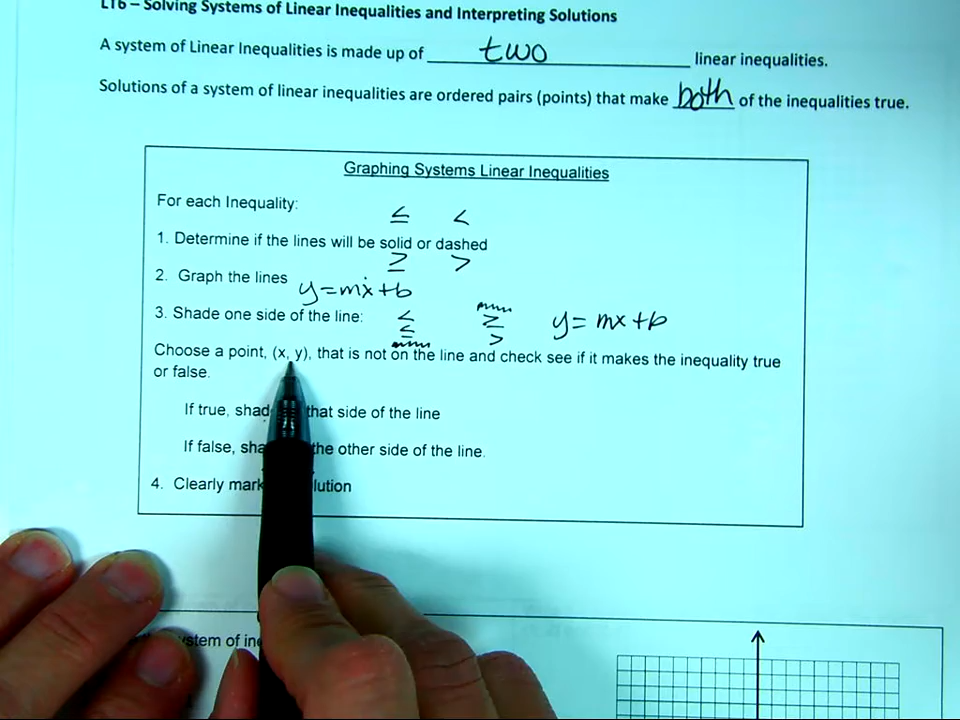 LT6 – Solving Systems of Linear Inequalities and Interpreting Solutions
A system of Linear Inequalities is made up of two linear inequalities.
Solutions of a system of linear inequalities are ordered pairs (points) that make both of the inequalities true.
Graphing Systems Linear Inequalities
For each Inequality:
≤ <
1. Determine if the lines will be solid or dashed
≥ >
2. Graph the lines y=mx+b
3. Shade one side of the line: < ≤ ≥ > y= mx+b
Choose a point, (x, y), that is not on the line and check see if it makes the inequality true
or false.
If true, that side of the line
If false, the other side of the line.
4. Clearly